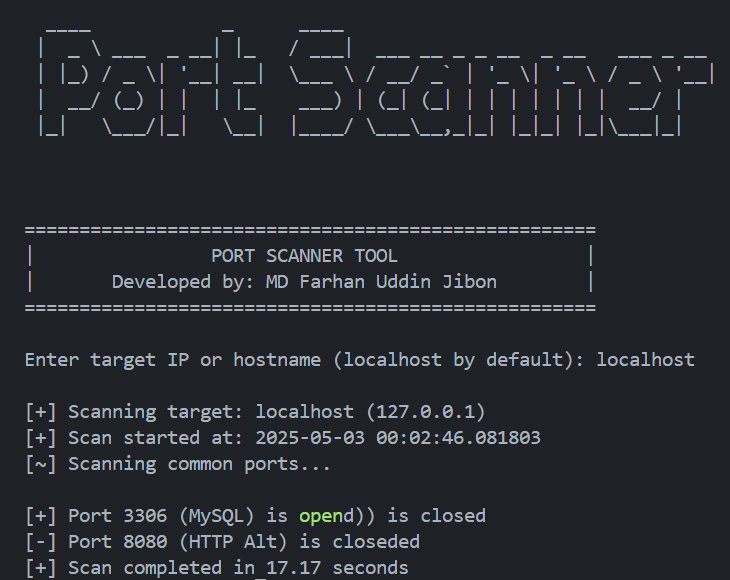 Port Scanner
==================================================
| PORT SCANNER TOOL |
| Developed by: MD Farhan Uddin Jibon |
==================================================
Enter target IP or hostname (localhost by default): localhost
[+] Scanning target: localhost (127.0.0.1)
[+] Scan started at: 2025-05-03 00:02:46.081803
[~] Scanning common ports...
[+] Port 3306 (MySQL) is opend)) is closed
[-] Port 8080 (HTTP Alt) is closeded
[+] Scan completed in 17.17 seconds